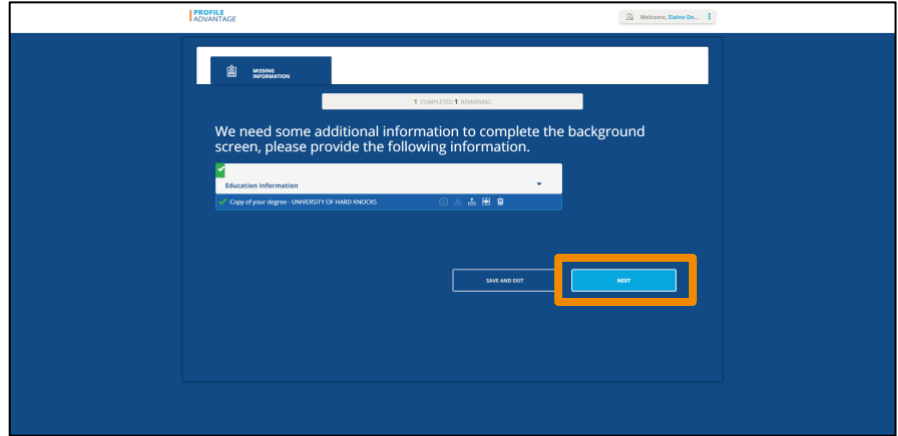 PROFILE
ADVANTAGE
Welcome, Elaine De...
MISSING
INFORMATION
1 COMPLETED 1 REMAINING
We need some additional information to complete the background
screen, please provide the following information.
Education Information
Copy of your degree - UNIVERSITY OF HARD KNOCKS
SAVE AND EXIT
NEXT